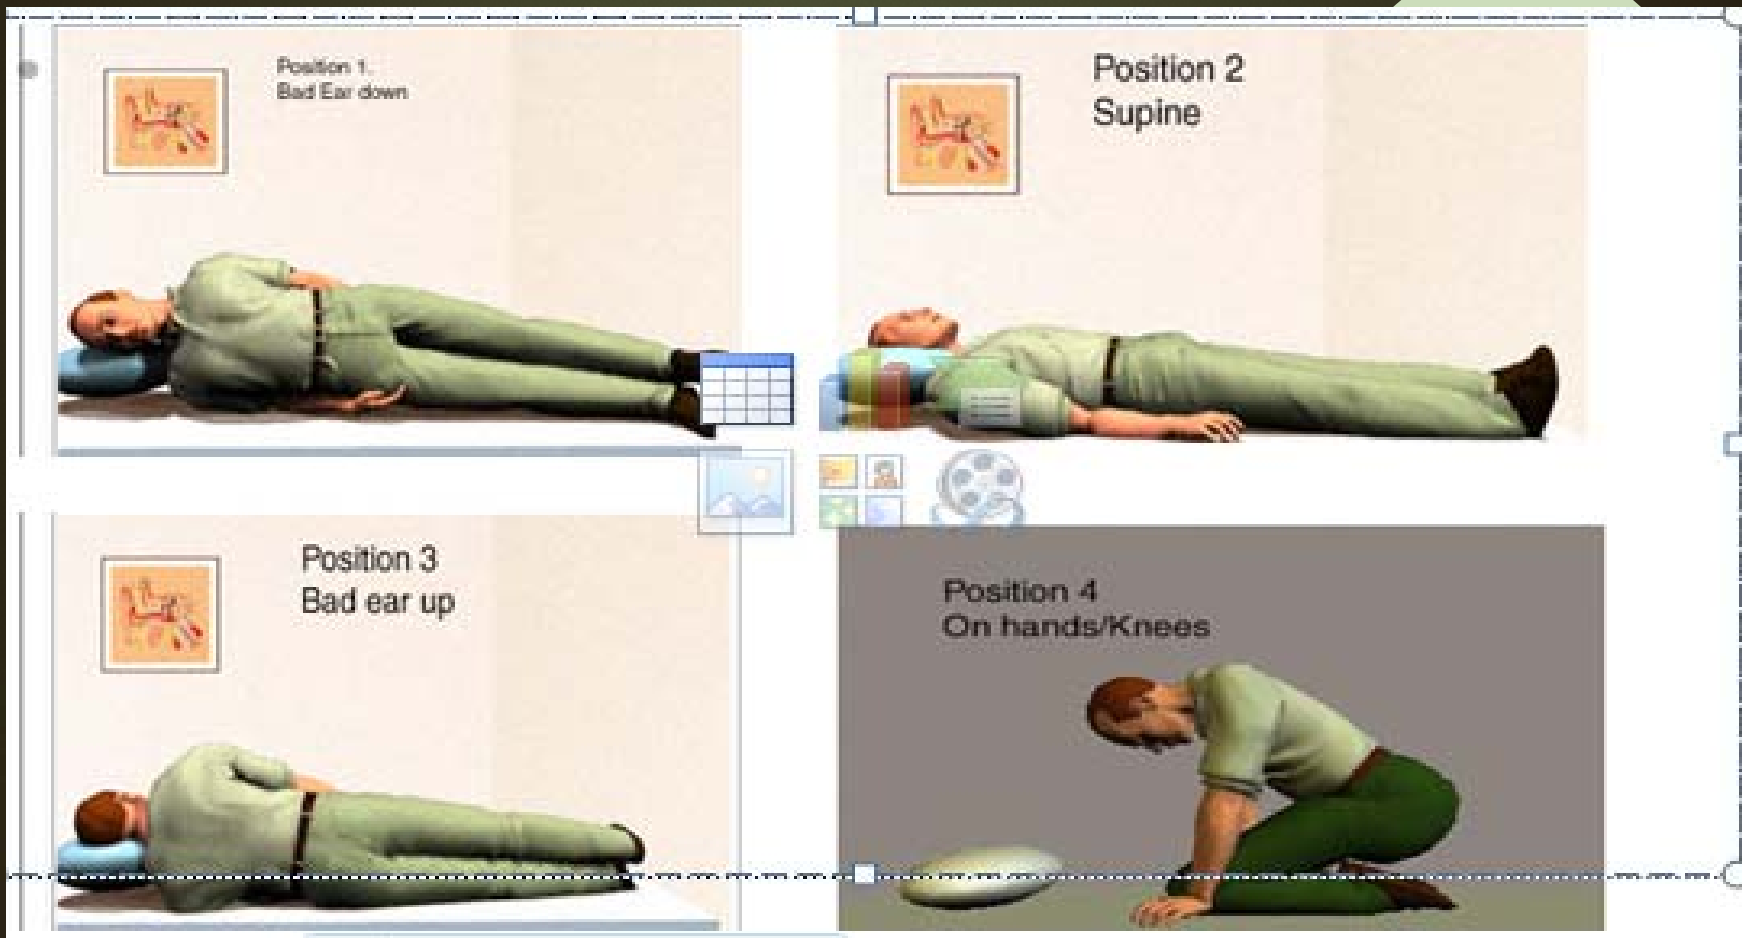 Position 1.
Bad Ear down
Position 2
Supine
Position 3
Bad ear up
Position 4
On hands/Knees